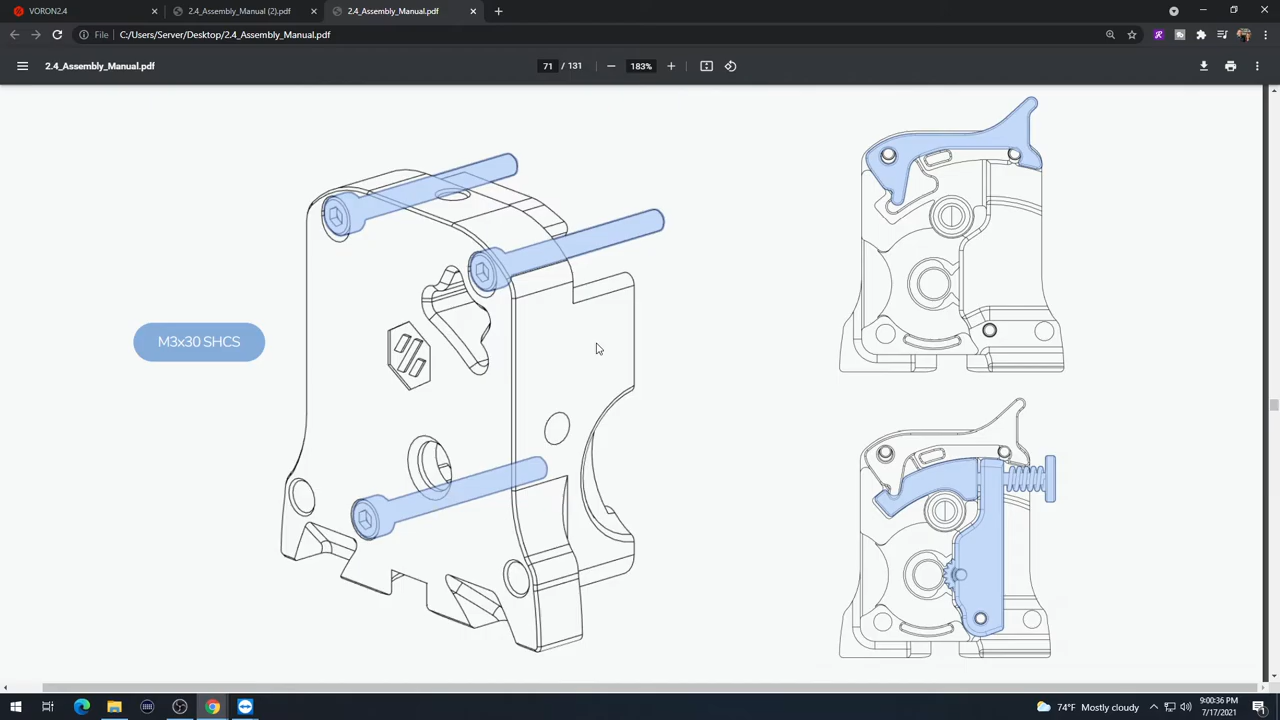 VORON2.4
2.4_Assembly_Manual (2).pdf
2.4_Assembly_Manual.pdf
File
C:/Users/Server/Desktop/2.4_Assembly_Manual.pdf
2.4_Assembly_Manual.pdf
71 / 131
183%
M3x30 SHCS
74°F Mostly cloudy
9:00:36 PM
7/17/2021